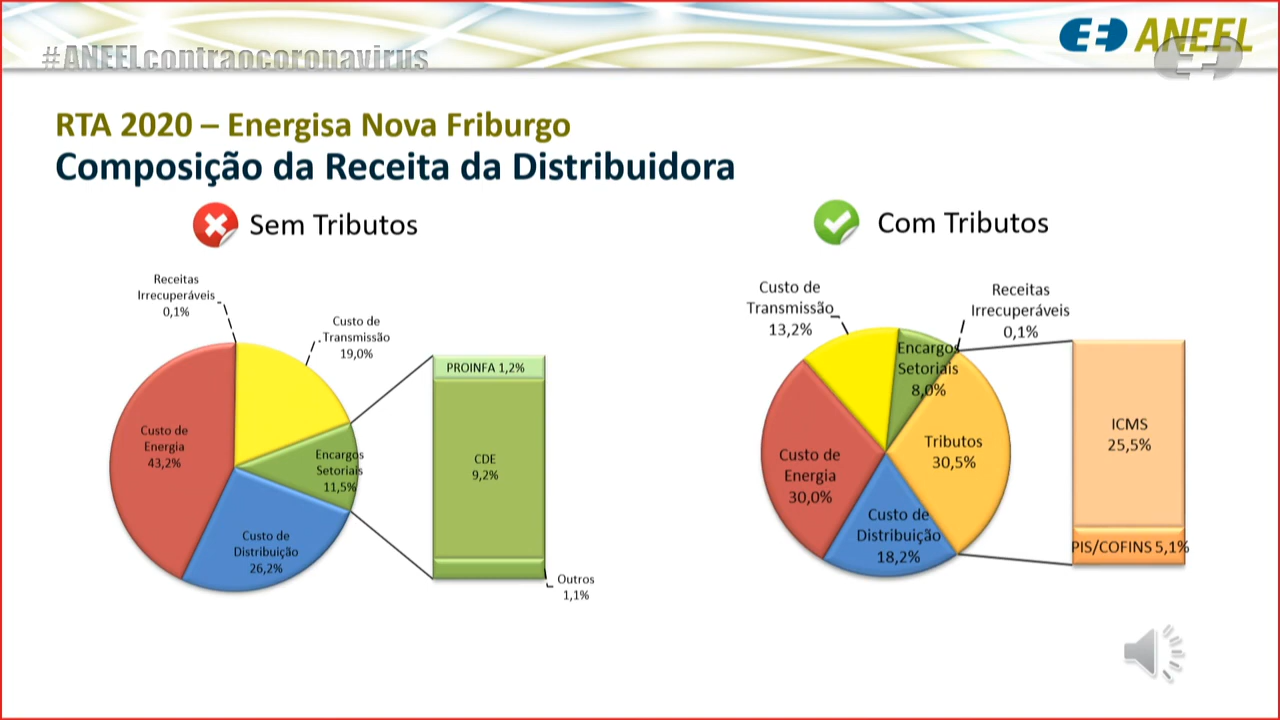 #ANEELcontraocoronavirus
ANEEL
RTA 2020 – Energisa Nova Friburgo
Composição da Receita da Distribuidora
Sem Tributos
Receitas
Irrecuperáveis
0,1%
Custo de
Transmissão
19,0%
Custo de
Energia
43,2%
Encargos
Setoriais
11,5%
Custo de
Distribuição
26,2%
PROINFA 1,2%
CDE
9,2%
Outros
1,1%
Com Tributos
Custo de
Transmissão
13,2%
Receitas
Irrecuperáveis
0,1%
Encargos
Setoriais
8,0%
Tributos
30,5%
Custo de
Energia
30,0%
Custo de
Distribuição
18,2%
ICMS
25,5%
PIS/COFINS 5,1%